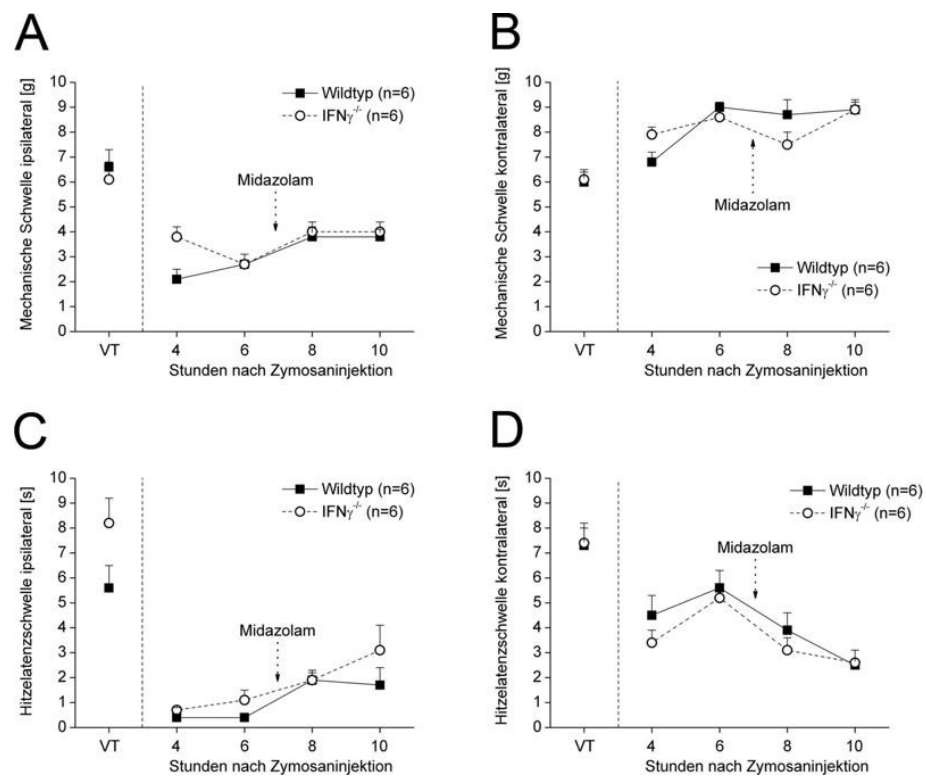 A
Mechanische Schwelle ipsilateral [g]
10
9
8
7
6
5
4
3
2
1
0
Wildtyp (n=6)
IFNγ-/- (n=6)
Midazolam
VT 4 6 8 10
Stunden nach Zymosaninjektion
B
Mechanische Schwelle kontralateral [g]
10
9
8
7
6
5
4
3
2
1
0
Midazolam
Wildtyp (n=6)
IFNγ-/- (n=6)
VT 4 6 8 10
Stunden nach Zymosaninjektion
C
Hitzelatenzschwelle ipsilateral [s]
10
9
8
7
6
5
4
3
2
1
0
Wildtyp (n=6)
IFNγ-/- (n=6)
Midazolam
VT 4 6 8 10
Stunden nach Zymosaninjektion
D
Hitzelatenzschwelle kontralateral [s]
10
9
8
7
6
5
4
3
2
1
0
Wildtyp (n=6)
IFNγ-/- (n=6)
Midazolam
VT 4 6 8 10
Stunden nach Zymosaninjektion